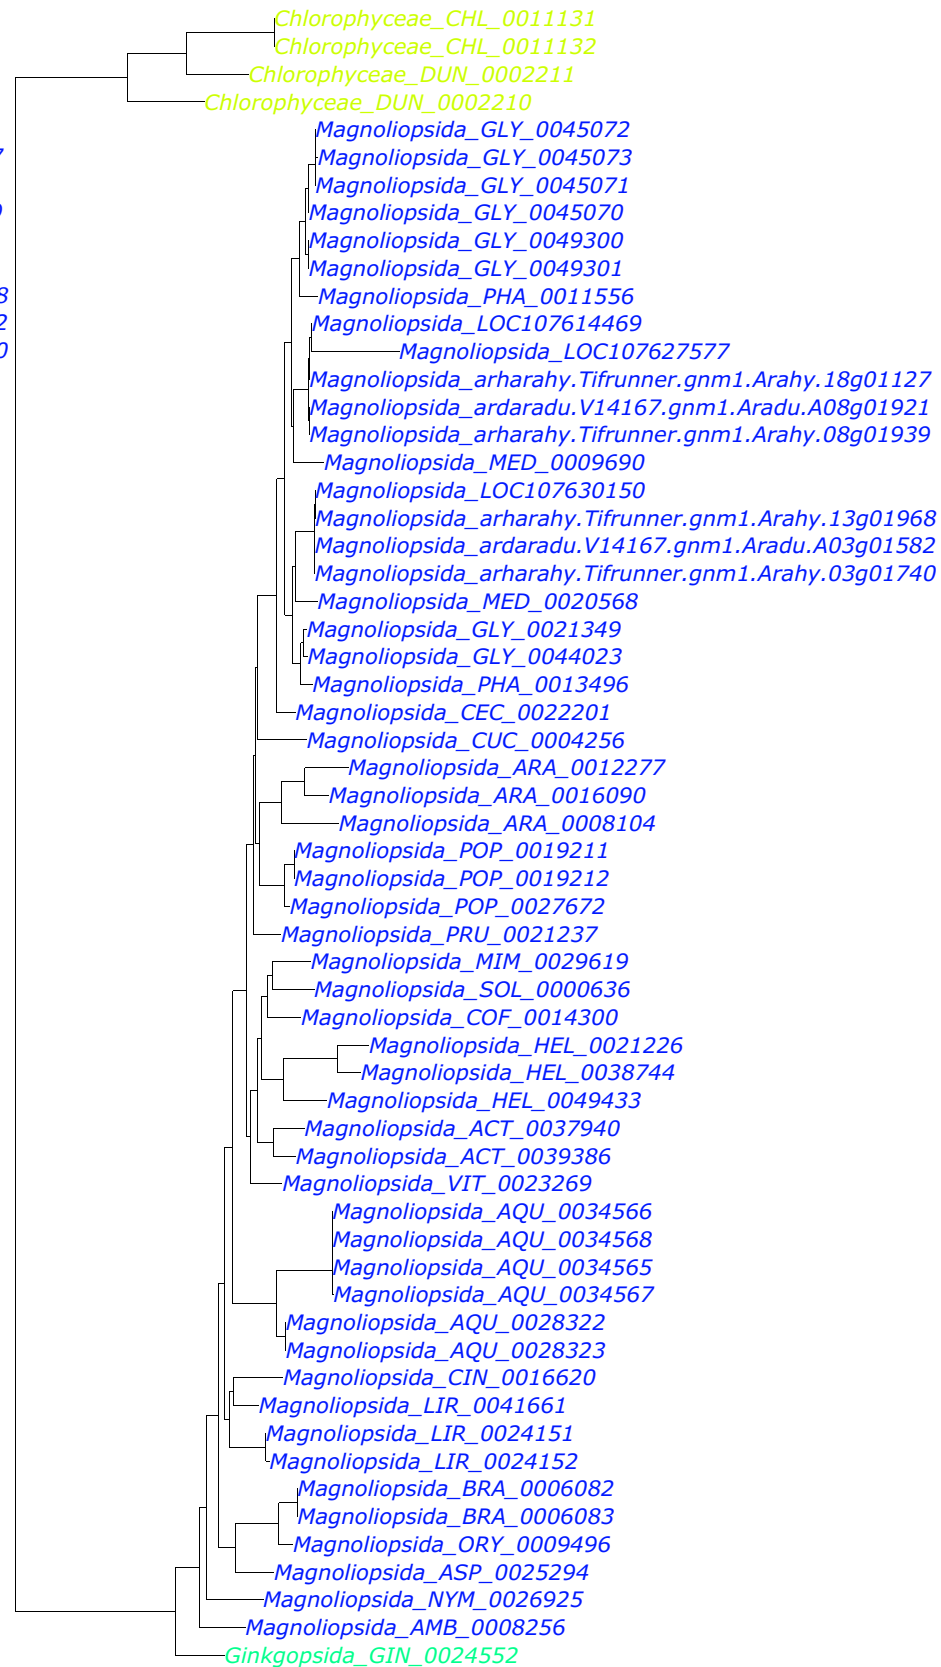 Chlorophyceae_CHL_0011131
Chlorophyceae_CHL_0011132
Chlorophyceae_DUN_0002211
Chlorophyceae_DUN_0002210
Magnoliopsida_GLY_0045072
Magnoliopsida_GLY_0045073
Magnoliopsida_GLY_0045071
Magnoliopsida_GLY_0045070
Magnoliopsida_GLY_0049300
Magnoliopsida_GLY_0049301
Magnoliopsida_PHA_0011556
Magnoliopsida_LOC107614469
Magnoliopsida_LOC107627577
Magnoliopsida_arharahy.Tifrunner.gnm1.Arahy.18g01127
Magnoliopsida_ardaradu.V14167.gnm1.Aradu.A08g01921
Magnoliopsida_arharahy.Tifrunner.gnm1.Arahy.08g01939
Magnoliopsida_MED_0009690
Magnoliopsida_LOC107630150
Magnoliopsida_arharahy.Tifrunner.gnm1.Arahy.13g01968
Magnoliopsida_ardaradu.V14167.gnm1.Aradu.A03g01582
Magnoliopsida_arharahy.Tifrunner.gnm1.Arahy.03g01740
Magnoliopsida_MED_0020568
Magnoliopsida_GLY_0021349
Magnoliopsida_GLY_0044023
Magnoliopsida_PHA_0013496
Magnoliopsida_CEC_0022201
Magnoliopsida_CUC_0004256
Magnoliopsida_ARA_0012277
Magnoliopsida_ARA_0016090
Magnoliopsida_ARA_0008104
Magnoliopsida_POP_0019211
Magnoliopsida_POP_0019212
Magnoliopsida_POP_0027672
Magnoliopsida_PRU_0021237
Magnoliopsida_MIM_0029619
Magnoliopsida_SOL_0000636
Magnoliopsida_COF_0014300
Magnoliopsida_HEL_0021226
Magnoliopsida_HEL_0038744
Magnoliopsida_HEL_0049433
Magnoliopsida_ACT_0037940
Magnoliopsida_ACT_0039386
Magnoliopsida_VIT_0023269
Magnoliopsida_AQU_0034566
Magnoliopsida_AQU_0034568
Magnoliopsida_AQU_0034565
Magnoliopsida_AQU_0034567
Magnoliopsida_AQU_0028322
Magnoliopsida_AQU_0028323
Magnoliopsida_CIN_0016620
Magnoliopsida_LIR_0041661
Magnoliopsida_LIR_0024151
Magnoliopsida_LIR_0024152
Magnoliopsida_BRA_0006082
Magnoliopsida_BRA_0006083
Magnoliopsida_ORY_0009496
Magnoliopsida_ASP_0025294
Magnoliopsida_NYM_0026925
Magnoliopsida_AMB_0008256
Ginkgopsida_GIN_0024552